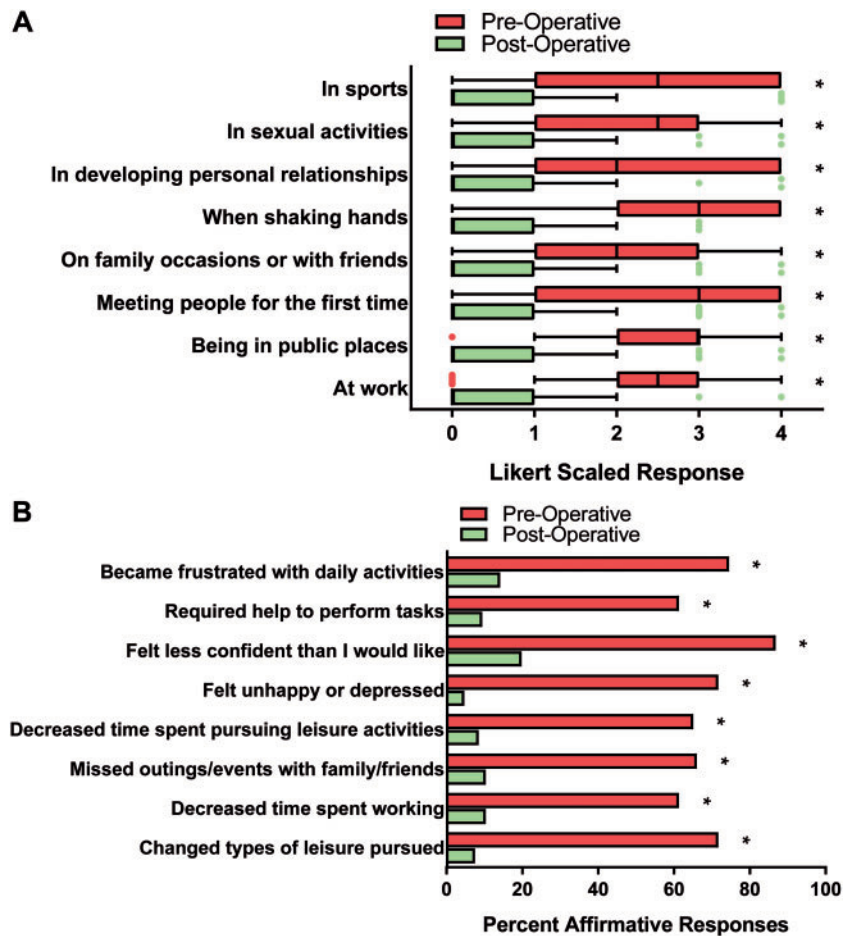 A
Pre-Operative
Post-Operative
In sports
*
In sexual activities
*
In developing personal relationships
*
When shaking hands
*
On family occasions or with friends
*
Meeting people for the first time
*
Being in public places
*
At work
*
0 1 2 3 4
Likert Scaled Response
B
Pre-Operative
Post-Operative
Became frustrated with daily activities
*
Required help to perform tasks
*
Felt less confident than I would like
*
Felt unhappy or depressed
*
Decreased time spent pursuing leisure activities
*
Missed outings/events with family/friends
*
Decreased time spent working
*
Changed types of leisure pursued
*
0 20 40 60 80 100
Percent Affirmative Responses